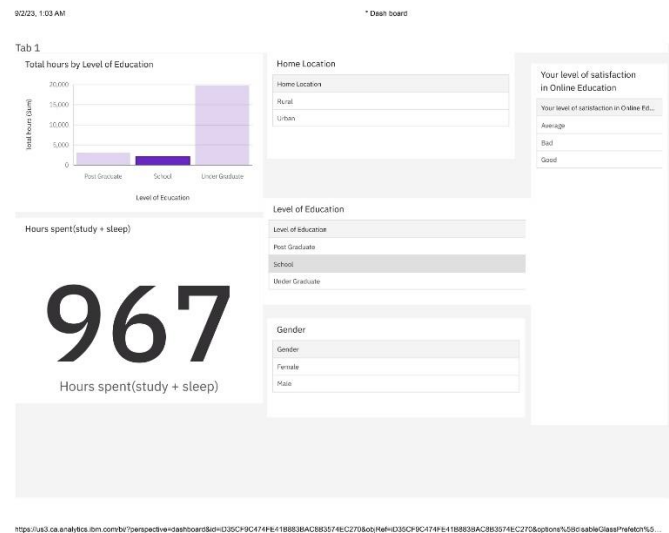 9/2/23, 1:03 AM
* Dash board
Tab 1
Total hours by Level of Education
Total hours (Sum)
20,000
15,000
10,000
5,000
0
Post Graduate
School
Under Graduate
Level of Education
Hours spent(study + sleep)
967
Hours spent(study + sleep)
Home Location
Home Location
Rural
Urban
Level of Education
Level of Education
Post Graduate
School
Under Graduate
Gender
Gender
Female
Male
Your level of satisfaction
in Online Education
Your level of satisfaction in Online Ed...
Average
Bad
Good